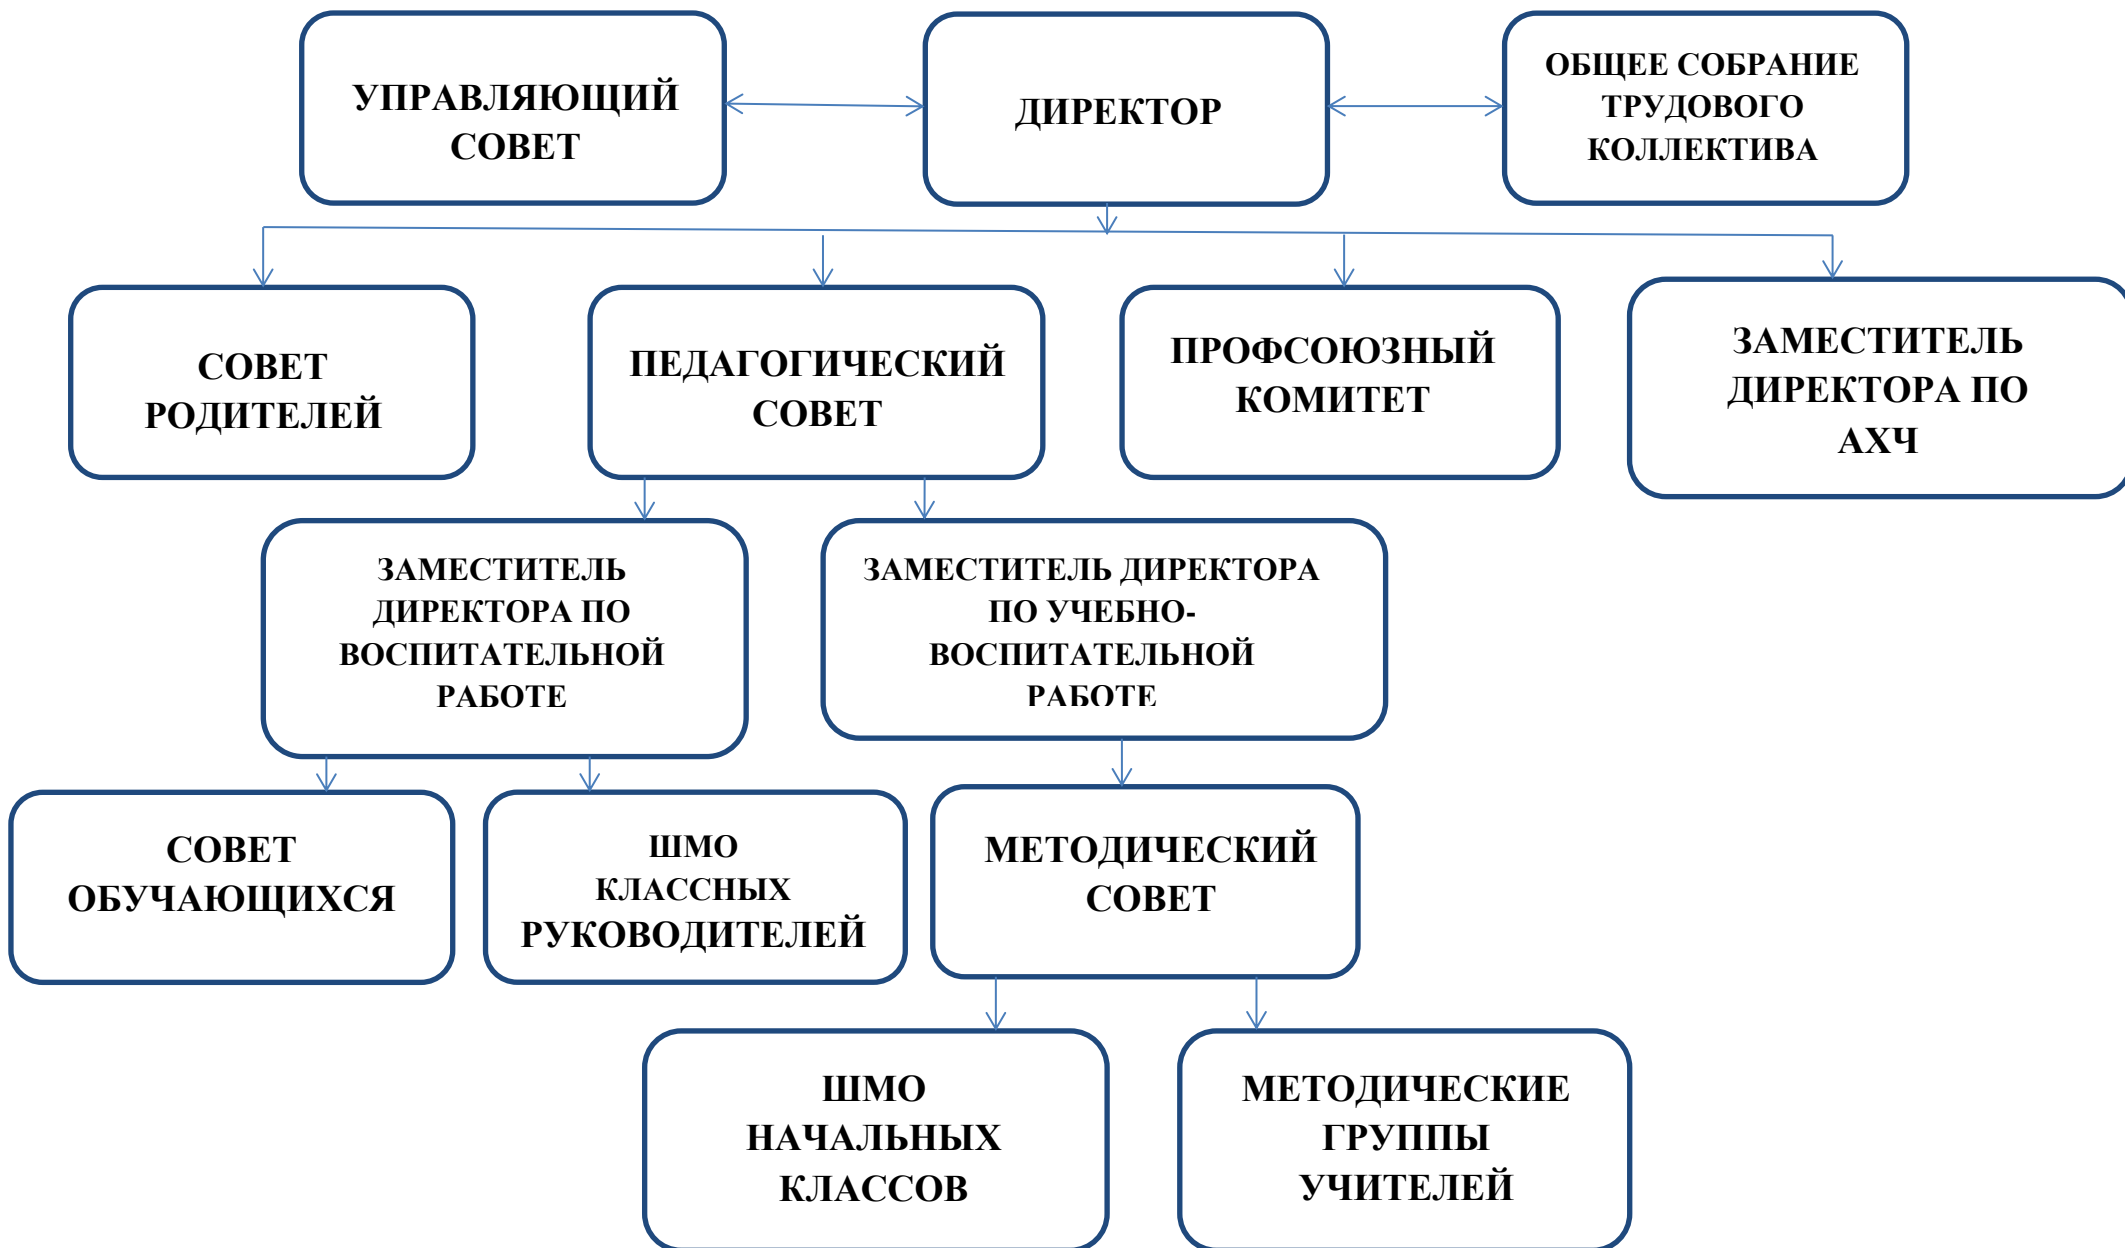 УПРАВЛЯЮЩИЙ
СОВЕТ
ДИРЕКТОР
ОБЩЕЕ СОБРАНИЕ
ТРУДОВОГО
КОЛЛЕКТИВА
СОВЕТ
РОДИТЕЛЕЙ
ПЕДАГОГИЧЕСКИЙ
СОВЕТ
ПРОФСОЮЗНЫЙ
КОМИТЕТ
ЗАМЕСТИТЕЛЬ
ДИРЕКТОРА ПО
АХЧ
ЗАМЕСТИТЕЛЬ
ДИРЕКТОРА ПО
ВОСПИТАТЕЛЬНОЙ
РАБОТЕ
ЗАМЕСТИТЕЛЬ ДИРЕКТОРА
ПО УЧЕБНО-
ВОСПИТАТЕЛЬНОЙ
РАБОТЕ
СОВЕТ
ОБУЧАЮЩИХСЯ
ШМО
КЛАССНЫХ
РУКОВОДИТЕЛЕЙ
МЕТОДИЧЕСКИЙ
СОВЕТ
ШМО
НАЧАЛЬНЫХ
КЛАССОВ
МЕТОДИЧЕСКИЕ
ГРУППЫ
УЧИТЕЛЕЙ